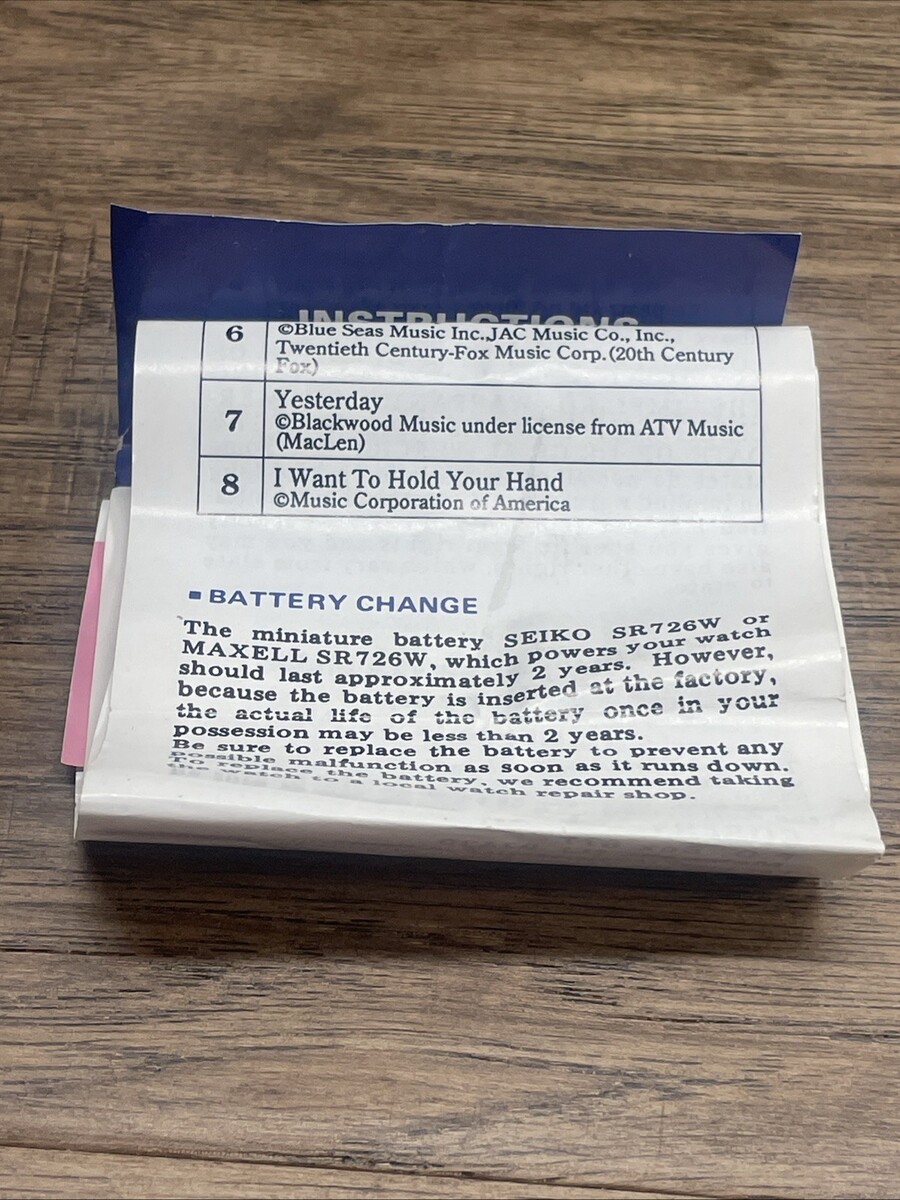 INSTRUCTIONS
6
©Blue Seas Music Inc.,JAC Music Co., Inc.,
Twentieth Century-Fox Music Corp.(20th Century
Fox)
7
Yesterday
©Blackwood Music under license from ATV Music
(MacLen)
8
I Want To Hold Your Hand
©Music Corporation of America
▪ BATTERY CHANGE
The miniature battery SEIKO SR726W or
MAXELL SR726W, which powers your watch
should last approximately 2 years. However,
because the battery is inserted at the factory,
the actual life of the battery once in your
possession may be less than 2 years.
Be sure to replace the battery to prevent any
possible malfunction as soon as it runs down.
To replace the battery, we recommend taking
the watch to a local watch repair shop.